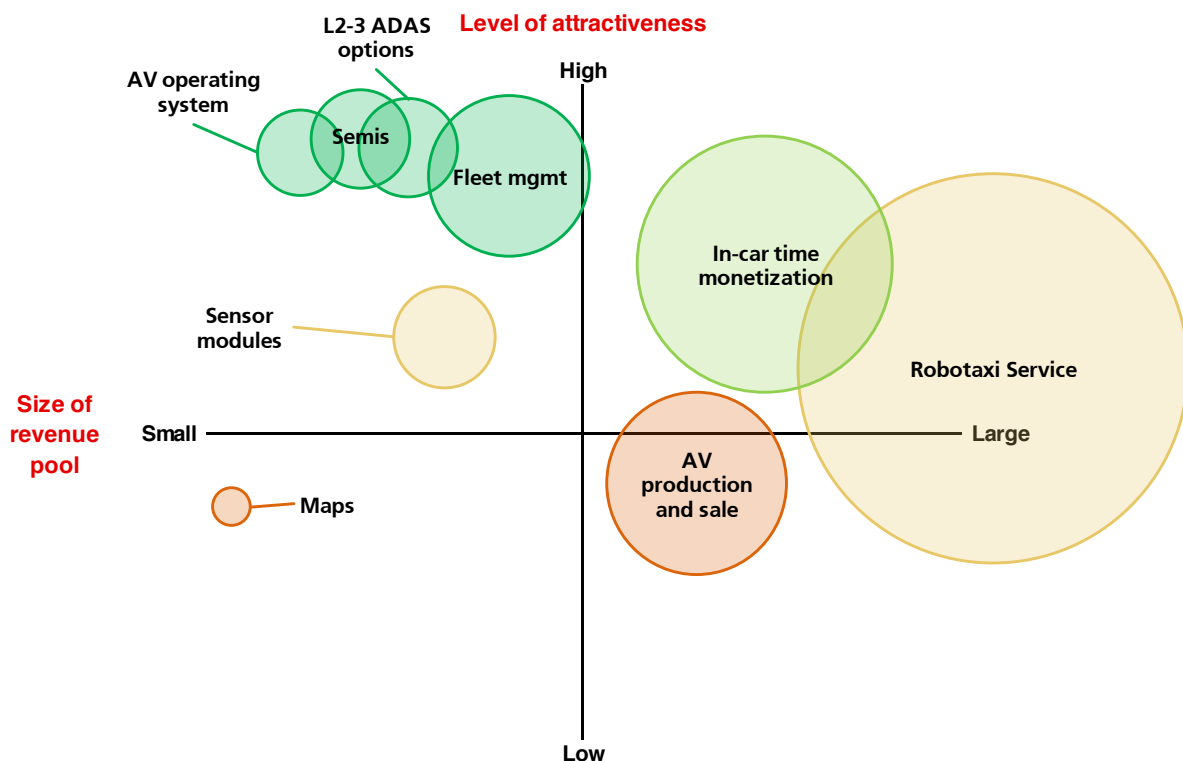 L2-3 ADAS
options
Level of attractiveness
High
AV operating
system
Semis
Fleet mgmt
In-car time
monetization
Sensor
modules
Robotaxi Service
Size of
revenue
pool
Small
Large
AV
production
and sale
Maps
Low